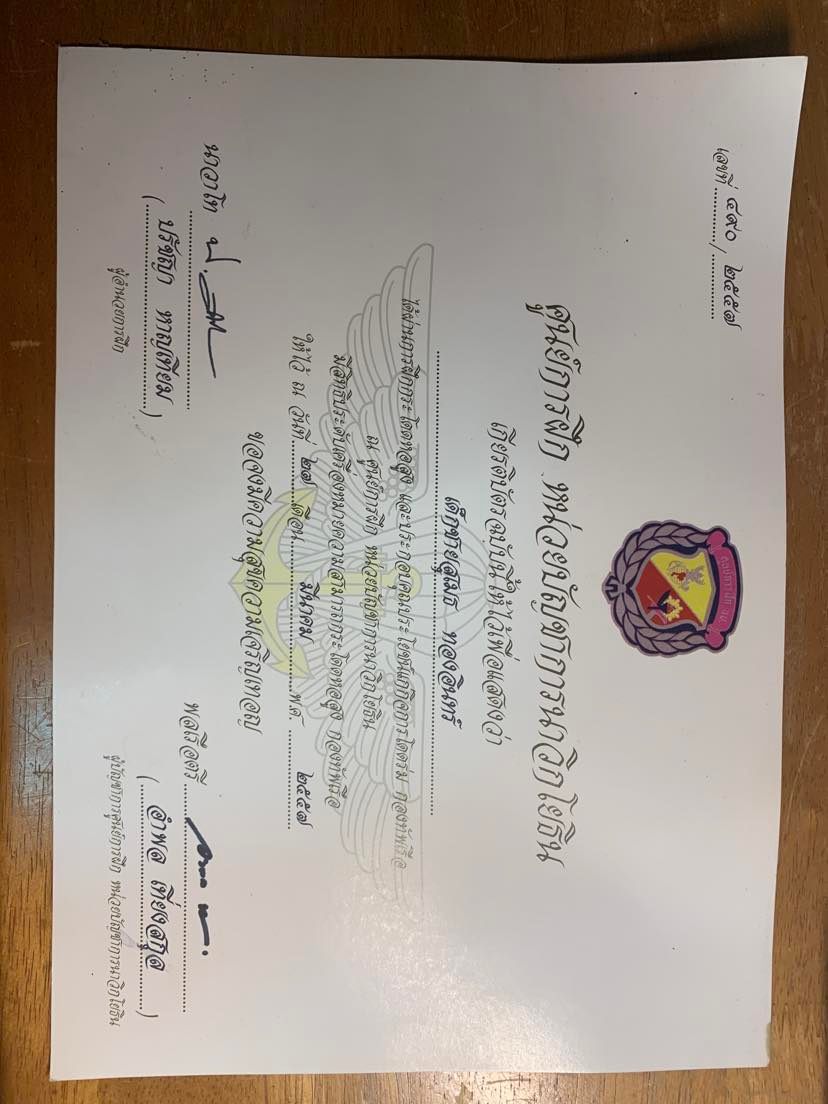 เลขที่ ๔๙๐ / ๒๕๕๗
ศูนย์การฝึก นย.
ศูนย์การฝึก หน่วยบัญชาการนาวิกโยธิน
เกียรติบัตรฉบับนี้ให้ไว้เพื่อแสดงว่า
เด็กชายสุเมธ ทองอินทร์
ได้ผ่านการฝึกกระโดดหอสูง และประกอบคุณประโยชน์แก่กิจการโดดร่ม กองทัพเรือ
ณ ศูนย์การฝึก หน่วยบัญชาการนาวิกโยธิน
มีสิทธิประดับเครื่องหมายความสามารถกระโดดหอสูง กองทัพเรือ
ให้ไว้ ณ วันที่ ๒๗ เดือน มีนาคม พ.ศ. ๒๕๕๗
ขอจงมีความสุขความเจริญเทอญ
นาวาโท
(ปรัชญา หาญเทียม)
ผู้อำนวยการฝึก
พลเรือตรี
(อำพล เที่ยงสกุล)
ผู้บัญชาการศูนย์การฝึก หน่วยบัญชาการนาวิกโยธิน